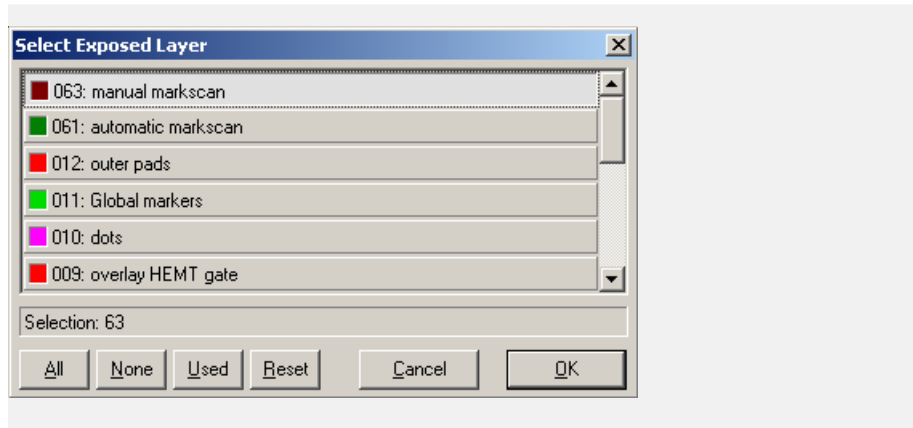 Select Exposed Layer
063: manual markscan
061: automatic markscan
012: outer pads
011: Global markers
010: dots
009: overlay HEMT gate
Selection: 63
All None Used Reset Cancel OK